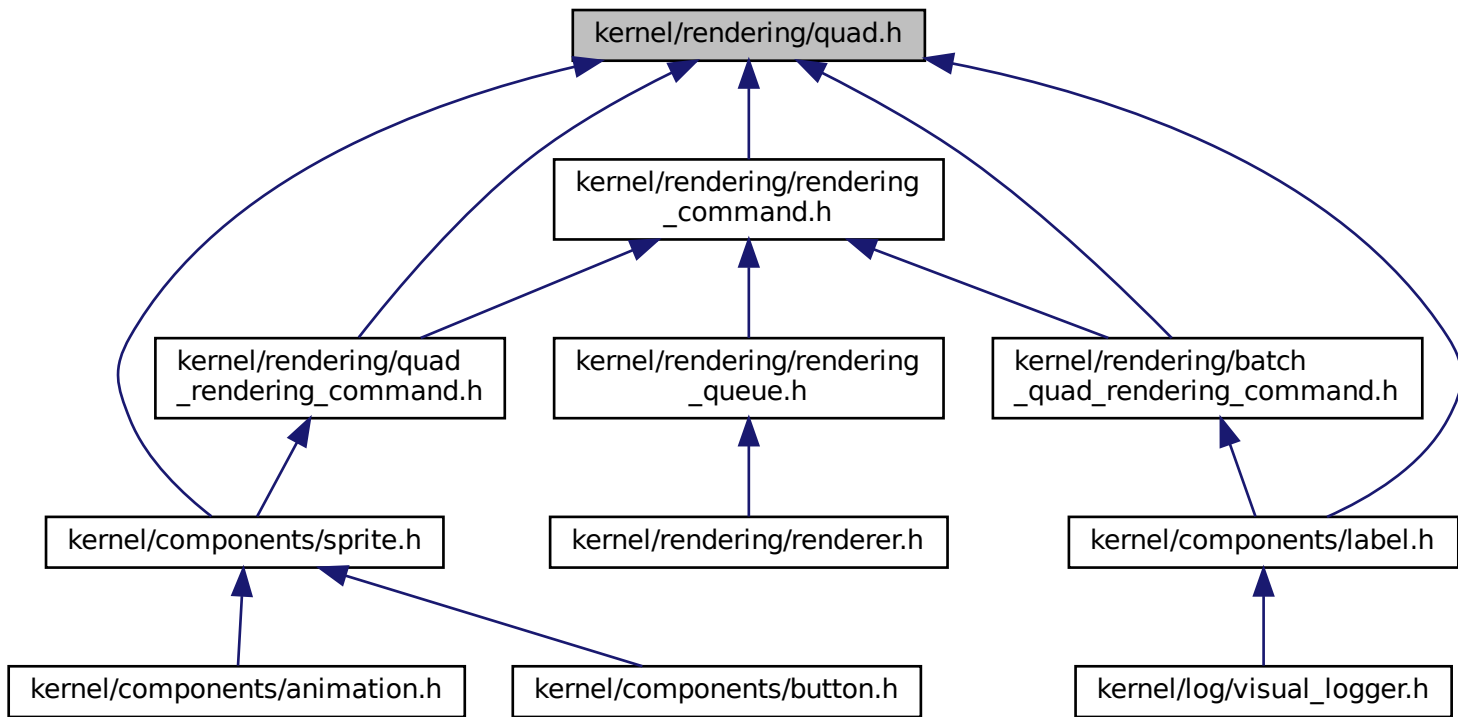 kernel/rendering/quad.h
kernel/rendering/rendering
_command.h
kernel/rendering/quad
_rendering_command.h
kernel/rendering/rendering
_queue.h
kernel/rendering/batch
_quad_rendering_command.h
kernel/components/sprite.h
kernel/rendering/renderer.h
kernel/components/label.h
kernel/components/animation.h
kernel/components/button.h
kernel/log/visual_logger.h